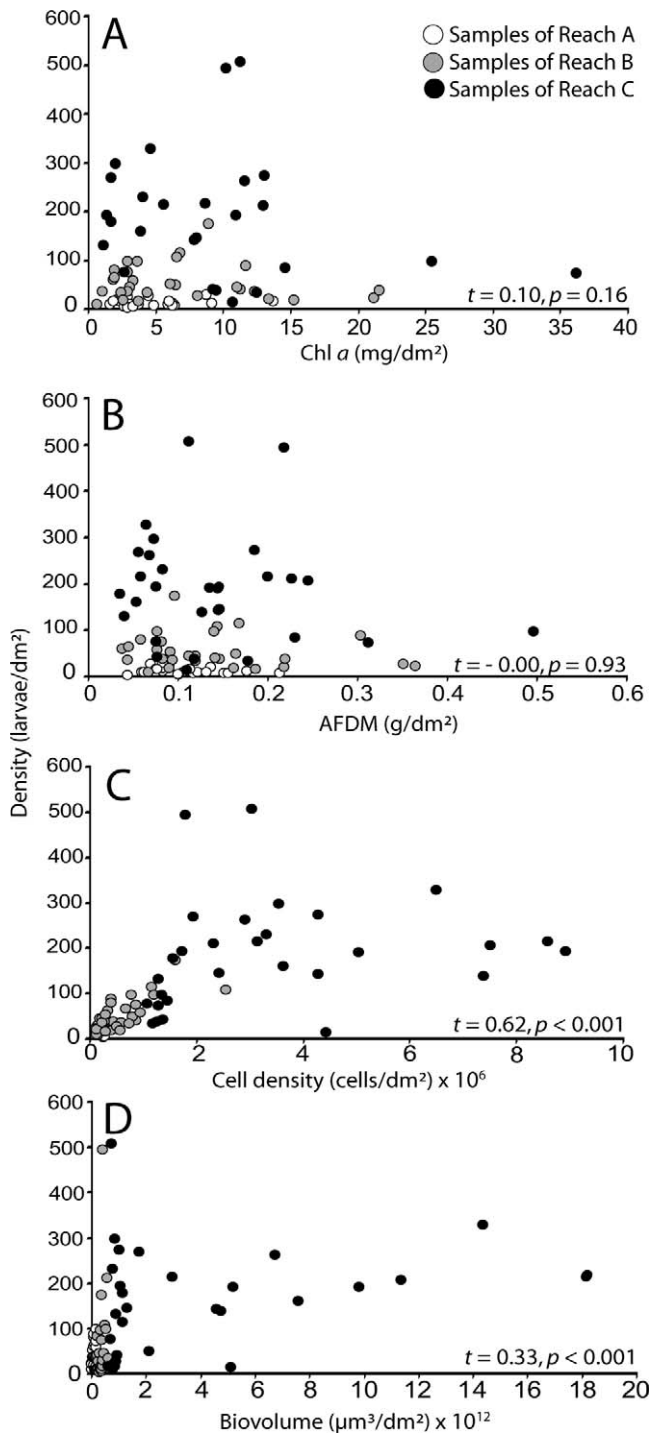 A
Samples of Reach A
Samples of Reach B
Samples of Reach C
600
500
400
300
200
100
0
0 5 10 15 20 25 30 35 40
t = 0.10, p = 0.16
Chl a (mg/dm²)
B
600
500
400
300
200
100
0
0 0.1 0.2 0.3 0.4 0.5 0.6
t = - 0.00, p = 0.93
AFDM (g/dm²)
Density (larvae/dm²)
C
600
500
400
300
200
100
0
0 2 4 6 8 10
t = 0.62, p < 0.001
Cell density (cells/dm²) x 10⁶
D
600
500
400
300
200
100
0
0 2 4 6 8 10 12 14 16 18 20
t = 0.33, p < 0.001
Biovolume (µm³/dm²) x 10¹²